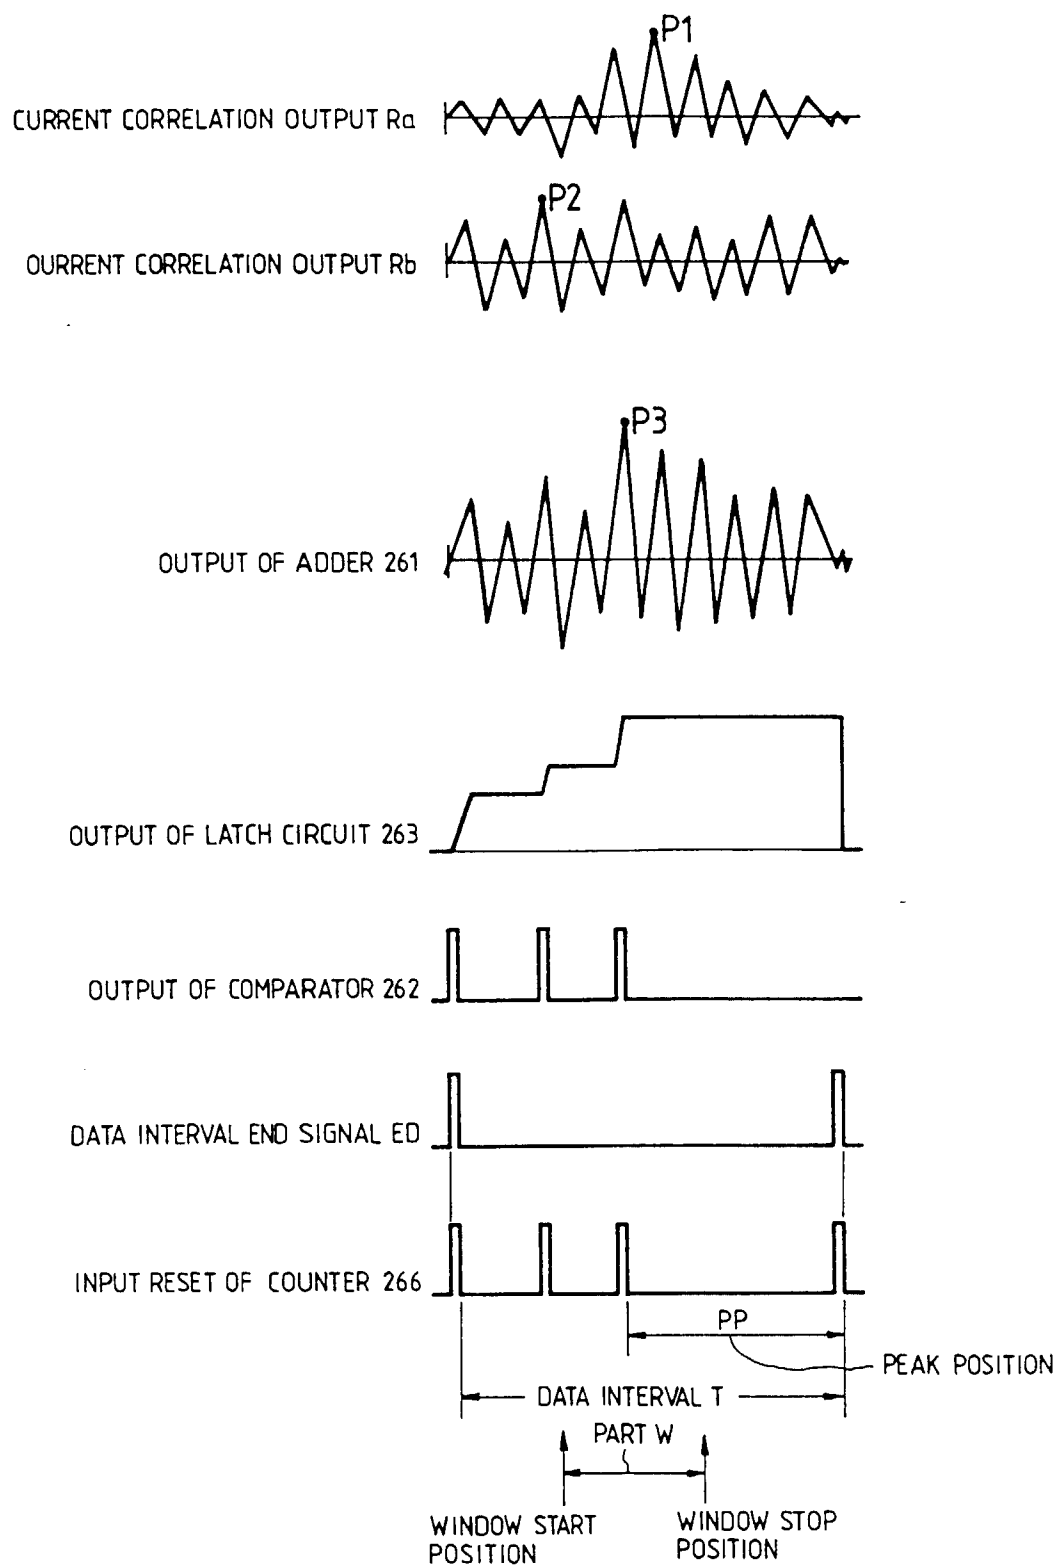 P1
CURRENT CORRELATION OUTPUT Ra
P2
OURRENT CORRELATION OUTPUT Rb
P3
OUTPUT OF ADDER 261
OUTPUT OF LATCH CIRCUIT 263
OUTPUT OF COMPARATOR 262
DATA INTERVAL END SIGNAL ED
INPUT RESET OF COUNTER 266
PP
PEAK POSITION
DATA INTERVAL T
PART W
WINDOW START
POSITION
WINDOW STOP
POSITION